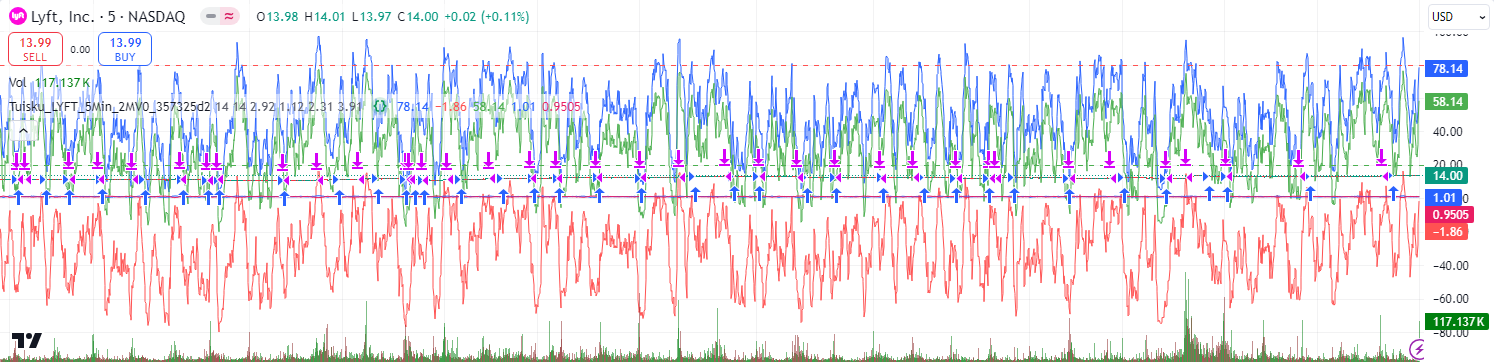 Lyft, Inc. · 5 · NASDAQ O13.98 H14.01 L13.97 C14.00 +0.02 (+0.11%)
USD
13.99 SELL 0.00 13.99 BUY
Vol 117.137 K
Tuisku_LYFT_5Min_2MV0_357325d2 14 14 2.92 1.12 2.31 3.91 78.14 −1.86 58.14 1.01 0.9505
78.14
58.14
40.00
20.00
14.00
1.01
0.9505
−1.86
−40.00
−60.00
117.137 K
−80.00